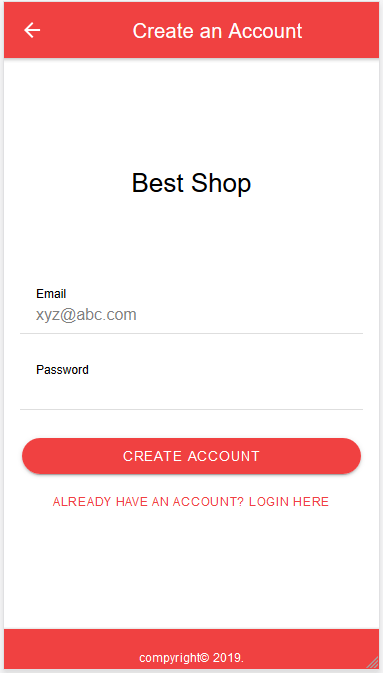 Create an Account
Best Shop
Email
xyz@abc.com
Password
CREATE ACCOUNT
ALREADY HAVE AN ACCOUNT? LOGIN HERE
compyright© 2019.